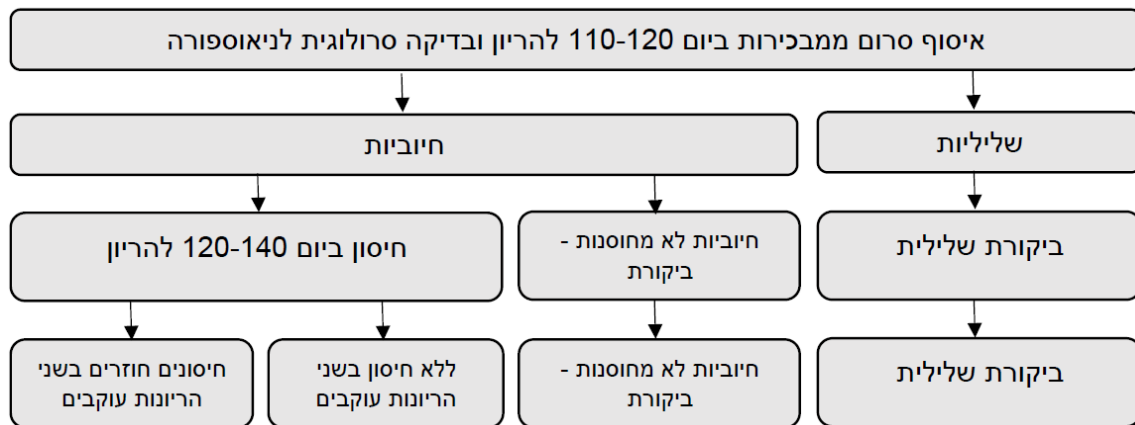 איסוף סרום ממבכירות ביום 110-120 להריון ובדיקה סרולוגית לניאוספורה
שליליות
חיוביות
ביקורת שלילית
חיוביות לא מחוסנות -
ביקורת
חיסון ביום 120-140 להריון
ביקורת שלילית
חיוביות לא מחוסנות -
ביקורת
ללא חיסון בשני
הריונות עוקבים
חיסונים חוזרים בשני
הריונות עוקבים